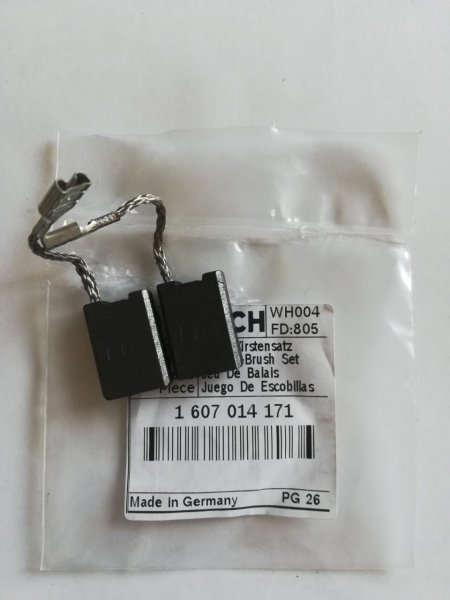 CH
WH004
FD:805
rstensatz
-Brush Set
Jeu De Balais
Piece
Juego De Escobillas
1 607 014 171
Made in Germany
PG 26